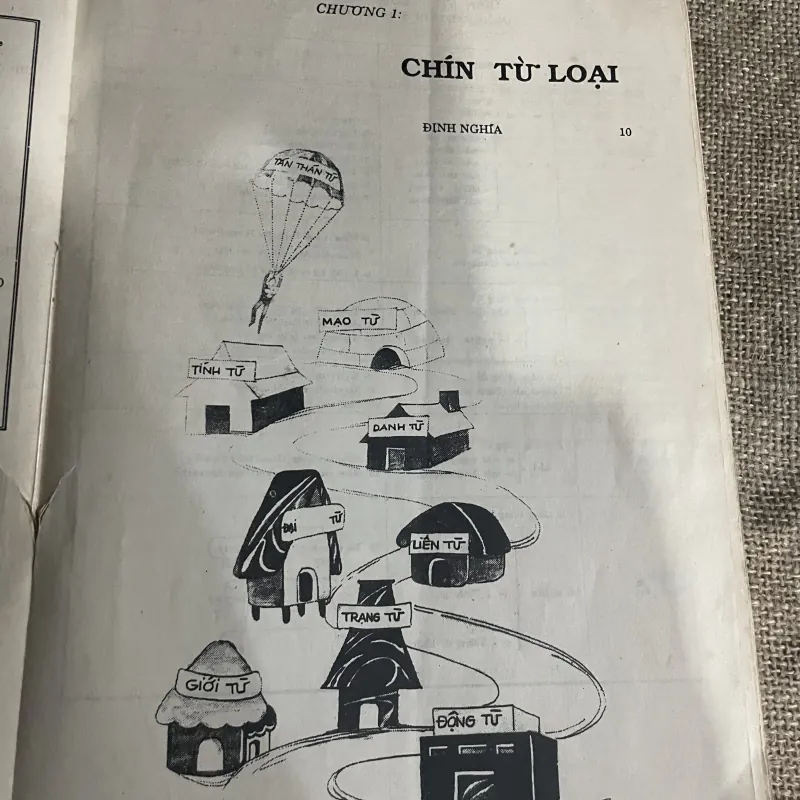 CHƯƠNG 1:
CHÍN TỪ LOẠI
ĐỊNH NGHĨA 10
TÁN THÁN TỪ
MẠO TỪ
TÍNH TỪ
DANH TỪ
ĐẠI TỪ
LIÊN TỪ
TRẠNG TỪ
GIỚI TỪ
ĐỘNG TỪ